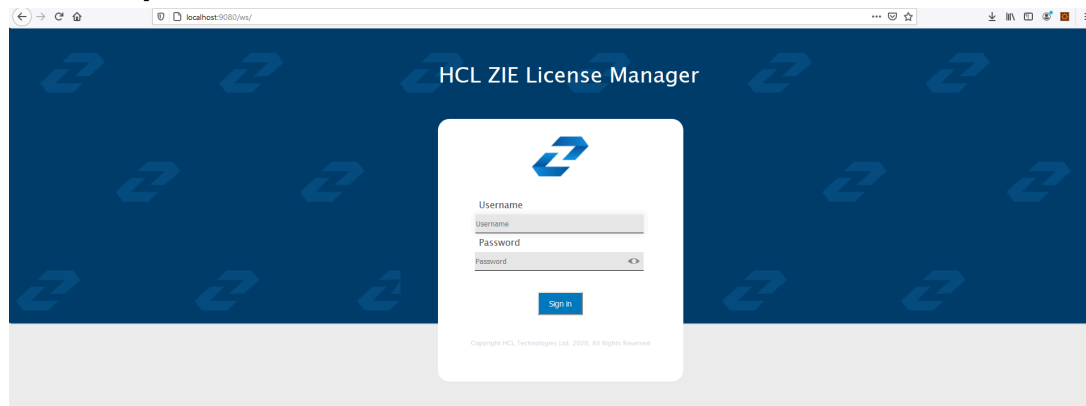 localhost:9080/ws/
HCL ZIE License Manager
Username
Username
Password
Password
Sign in
Copyright HCL Technologies Ltd. 2020. All Rights Reserved